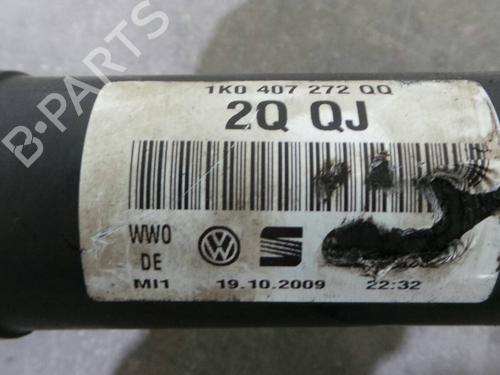 B-PARTS
1K0 407 272 QQ
2Q QJ
WWO
DE
MI1 19.10.2009 22:32